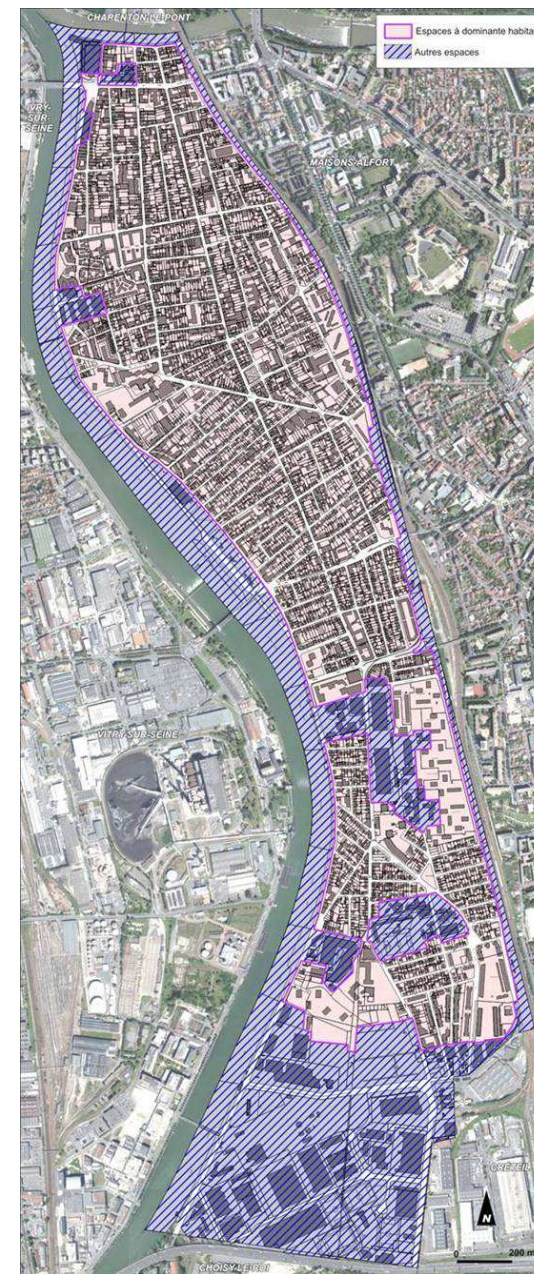 CHARENTON-LE-PONT
Espaces à dominante habita
Autres espaces
IVRY-
SUR-
SEINE
MAISONS-ALFORT
VITRY-SUR-SEINE
CRÉTEIL
N
0 200 m
CHOISY-LE-ROI